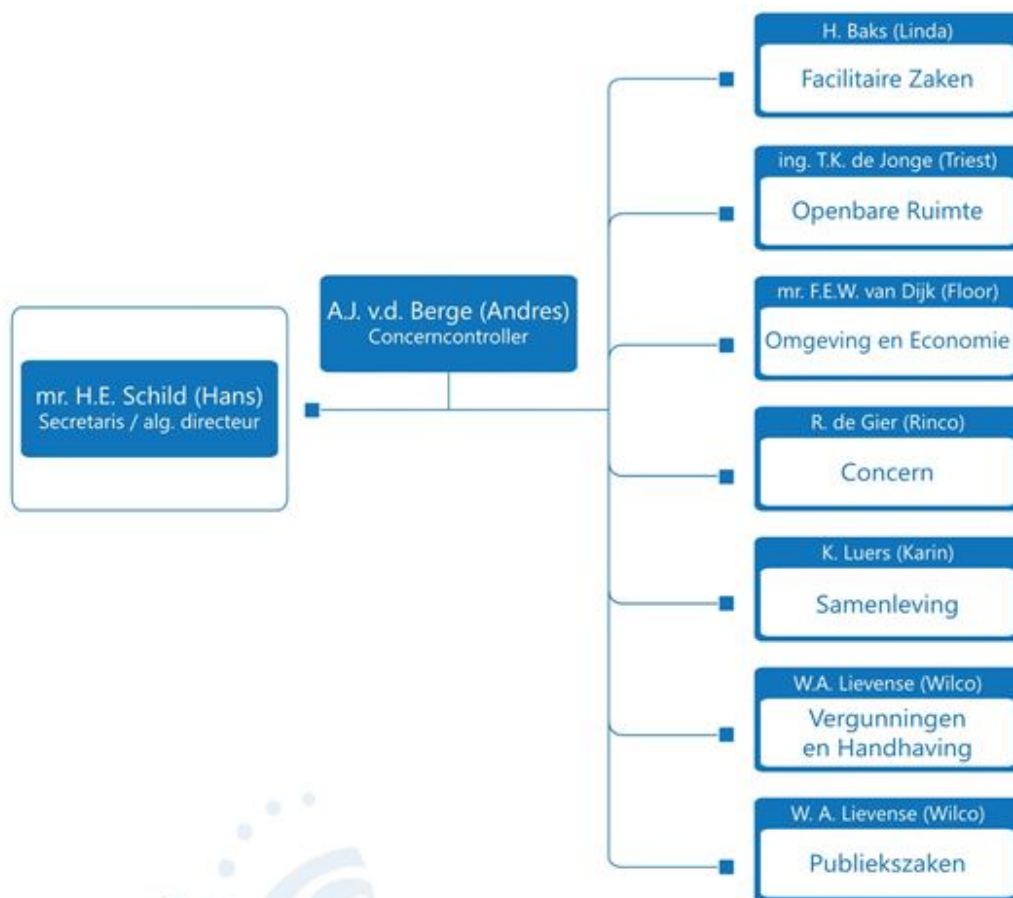 mr. H.E. Schild (Hans)
Secretaris / alg. directeur
A.J. v.d. Berge (Andres)
Concerncontroller
H. Baks (Linda)
Facilitaire Zaken
ing. T.K. de Jonge (Triest)
Openbare Ruimte
mr. F.E.W. van Dijk (Floor)
Omgeving en Economie
R. de Gier (Rinco)
Concern
K. Luers (Karin)
Samenleving
W.A. Lievense (Wilco)
Vergunningen
en Handhaving
W. A. Lievense (Wilco)
Publiekszaken